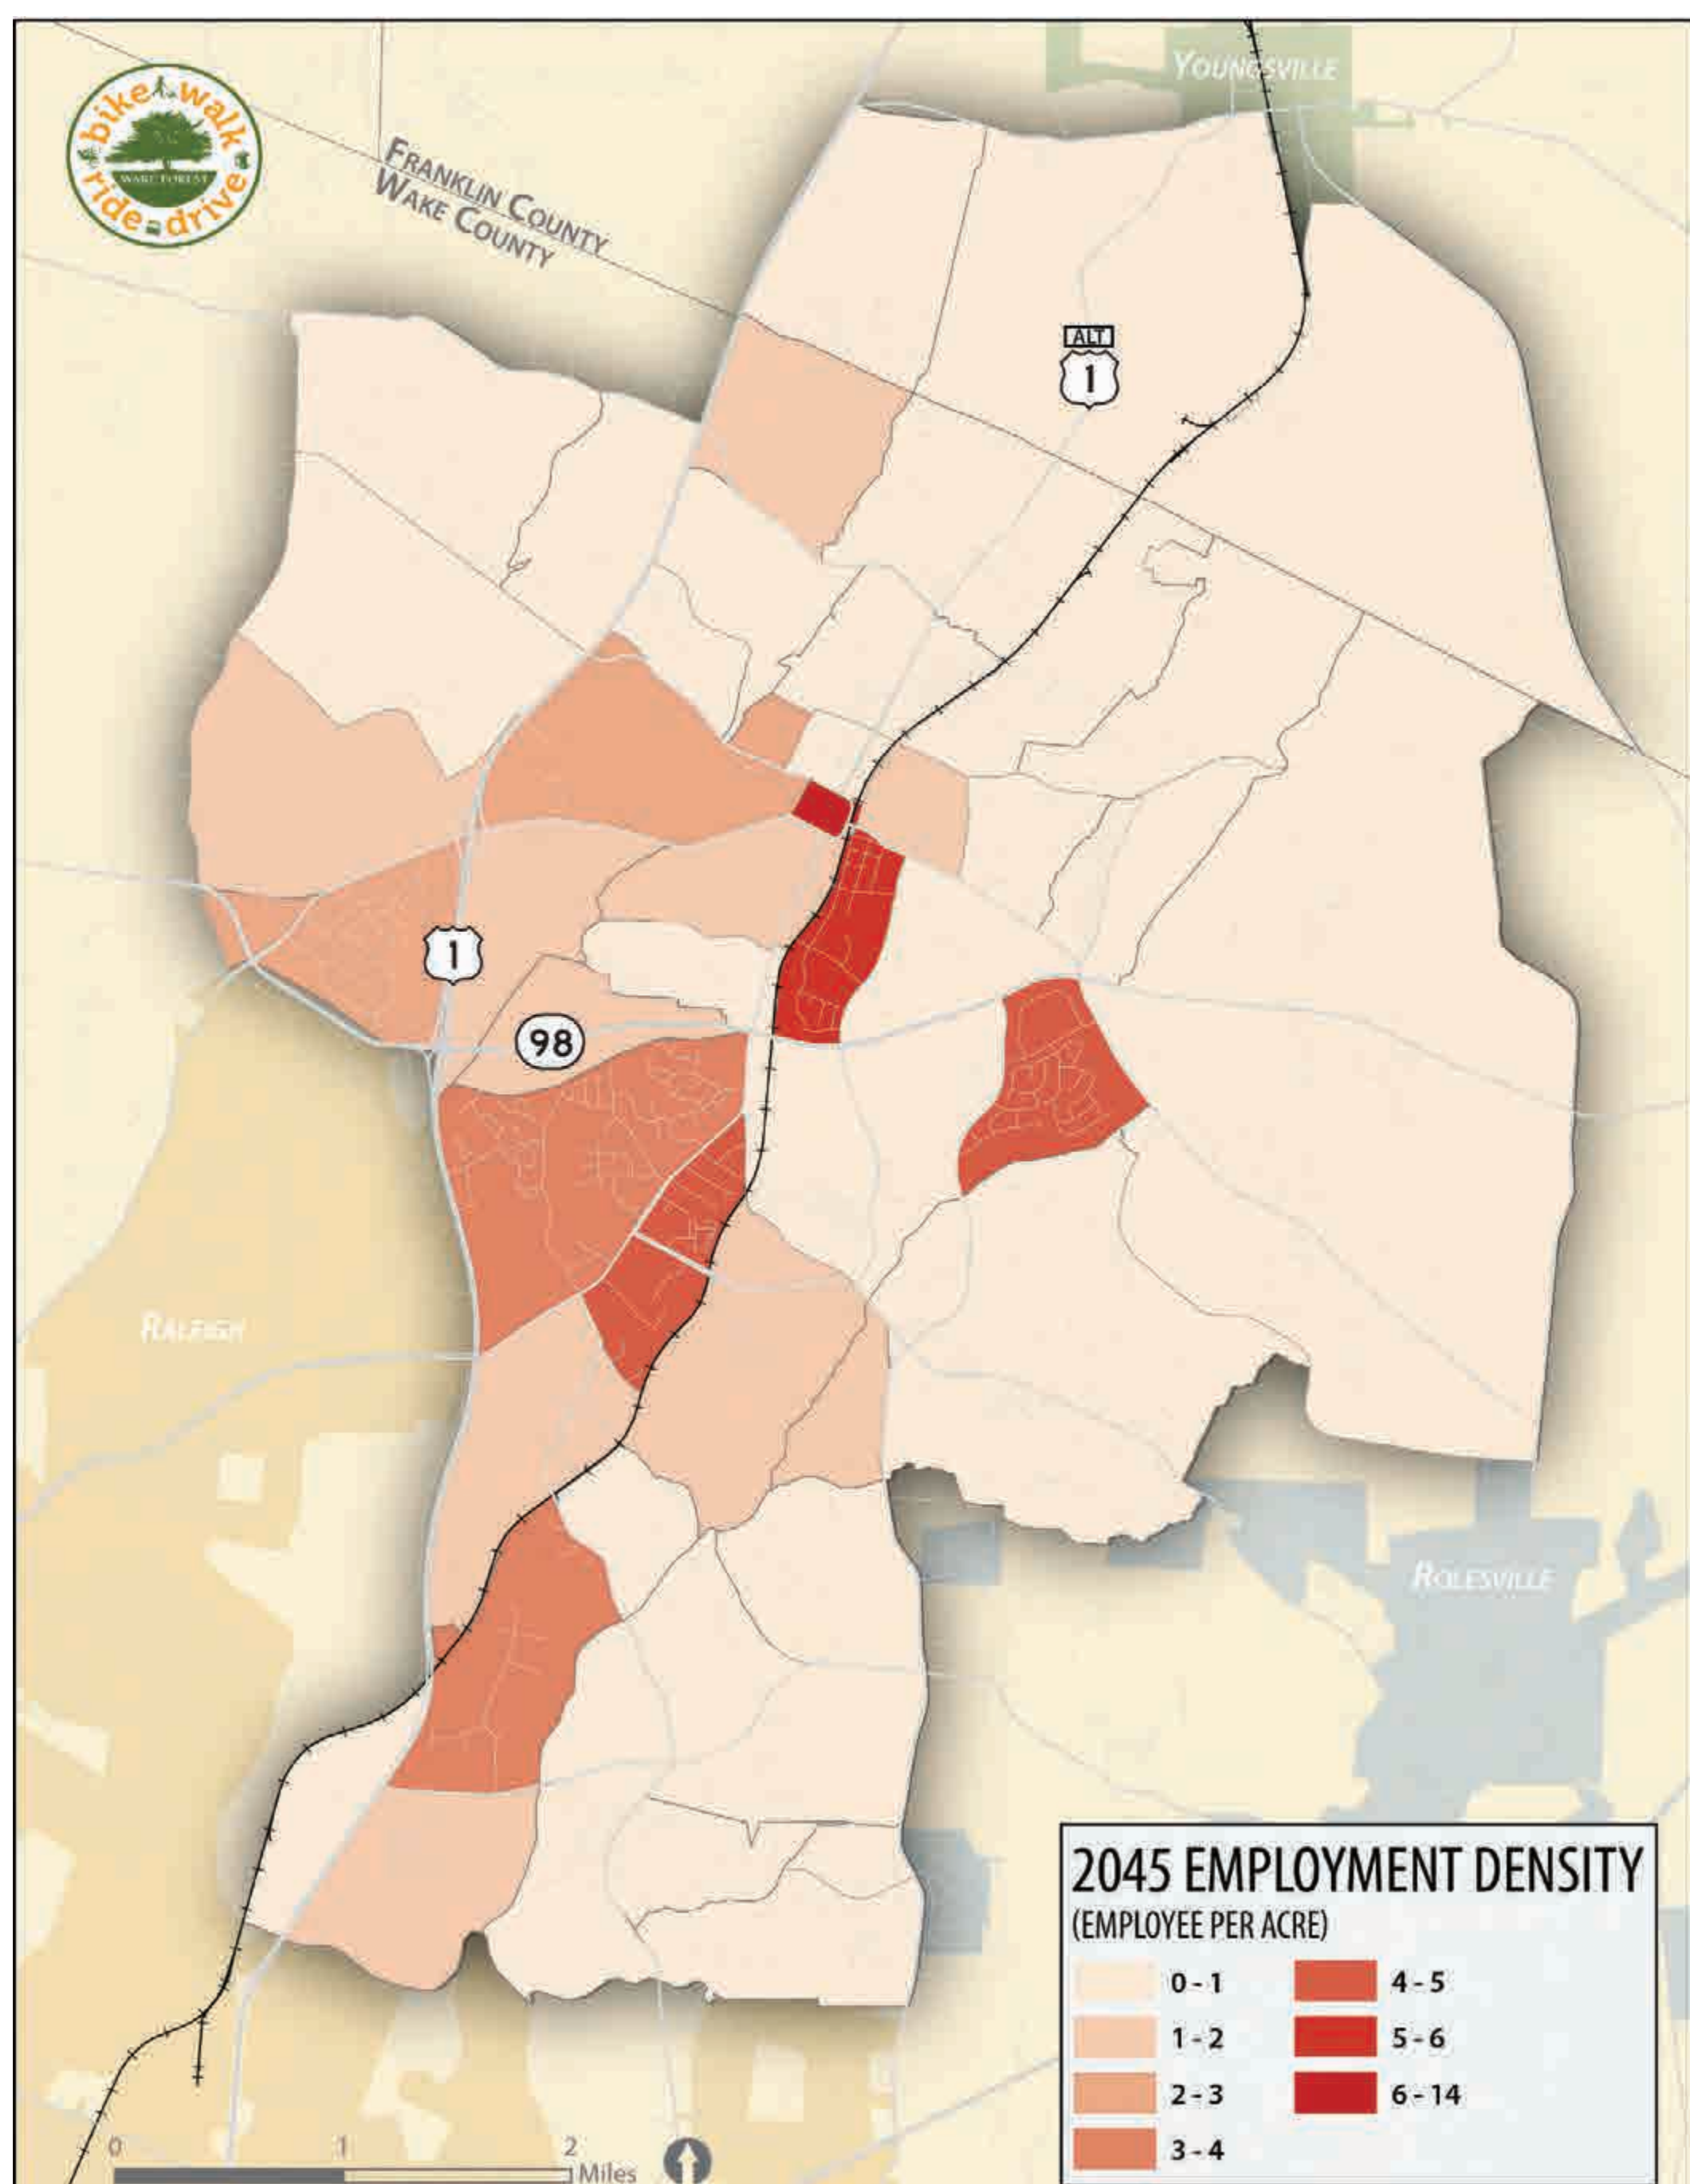 YOUNGSVILLE
bike walk
WAKE FOREST
ride drive
FRANKLIN COUNTY
WAKE COUNTY
ALT
1
1
98
RALEIGH
ROLESVILLE
2045 EMPLOYMENT DENSITY
(EMPLOYEE PER ACRE)
0 - 1
4 - 5
1 - 2
5 - 6
2 - 3
6 - 14
3 - 4
0 1 2
Miles